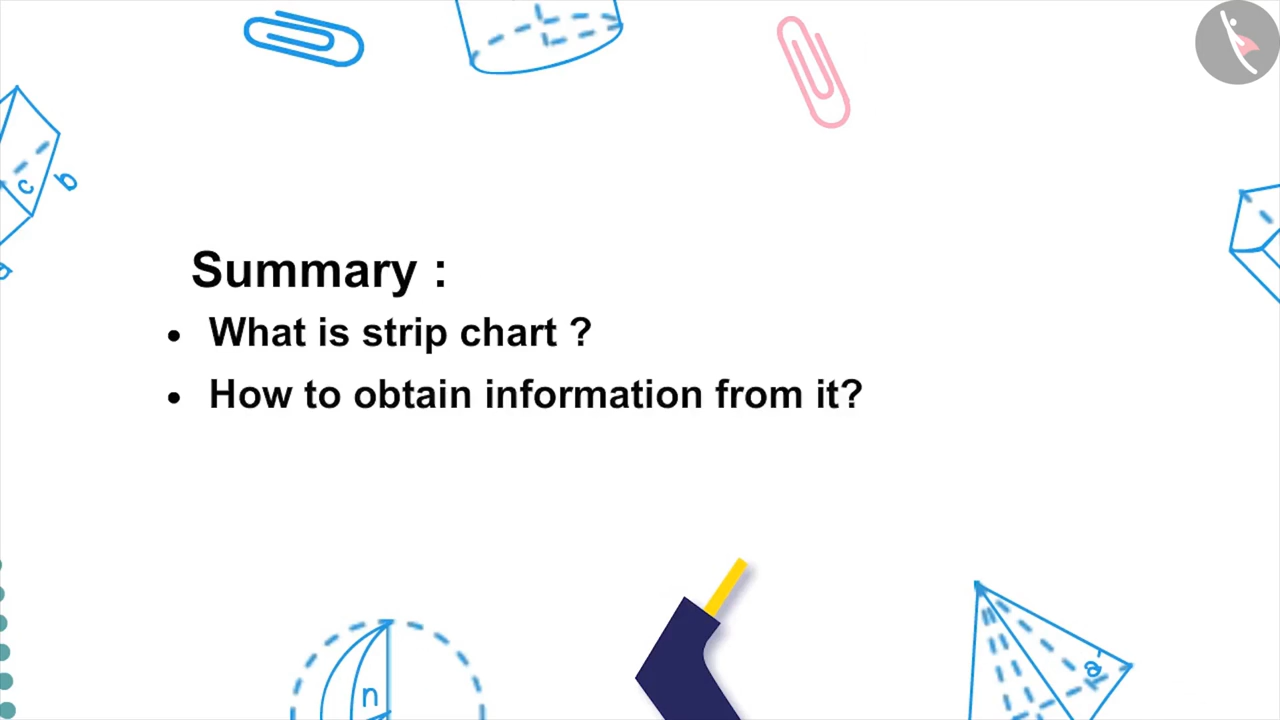 c
b
a
Summary :
• What is strip chart ?
• How to obtain information from it?
n
a